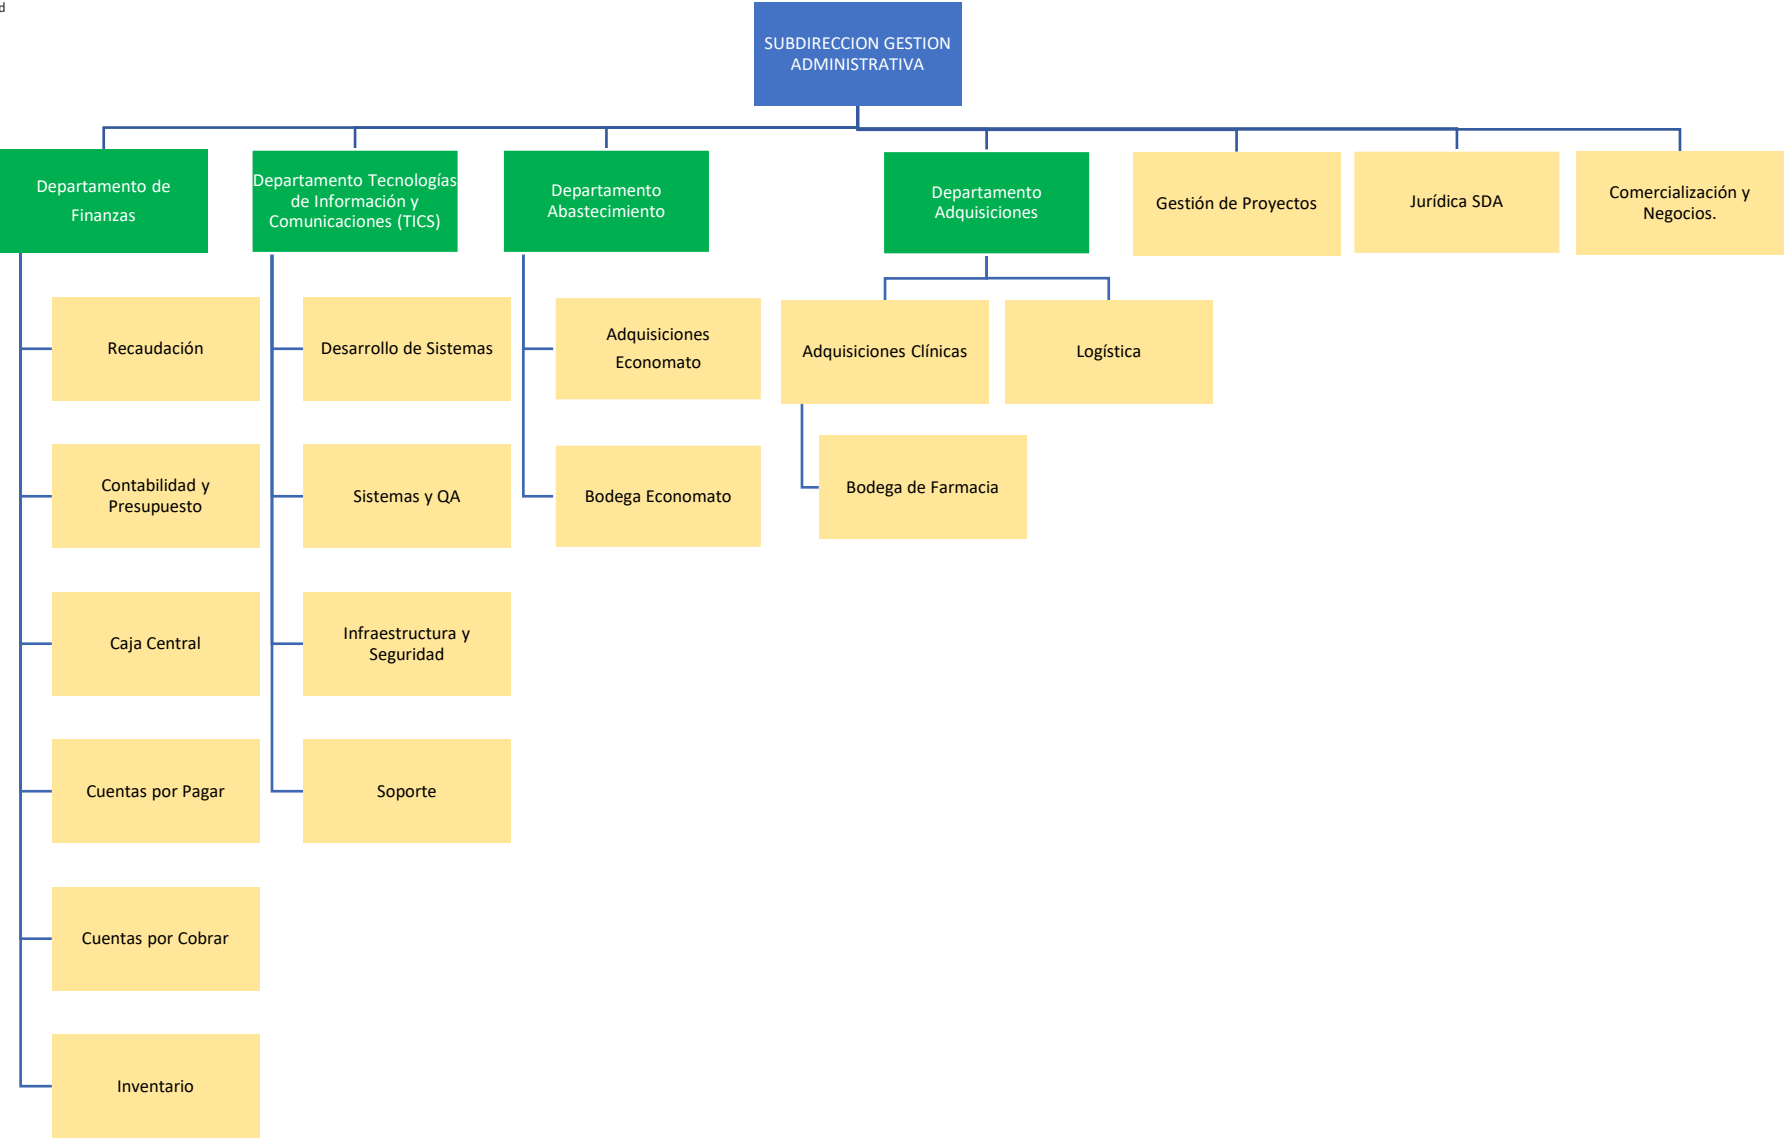 d
SUBDIRECCION GESTION
ADMINISTRATIVA
Departamento de
Finanzas
Departamento Tecnologías
de Información y
Comunicaciones (TICS)
Departamento
Abastecimiento
Departamento
Adquisiciones
Gestión de Proyectos
Jurídica SDA
Comercialización y
Negocios.
Recaudación
Desarrollo de Sistemas
Adquisiciones
Economato
Adquisiciones Clínicas
Logística
Contabilidad y
Presupuesto
Sistemas y QA
Bodega Economato
Bodega de Farmacia
Caja Central
Infraestructura y
Seguridad
Cuentas por Pagar
Soporte
Cuentas por Cobrar
Inventario